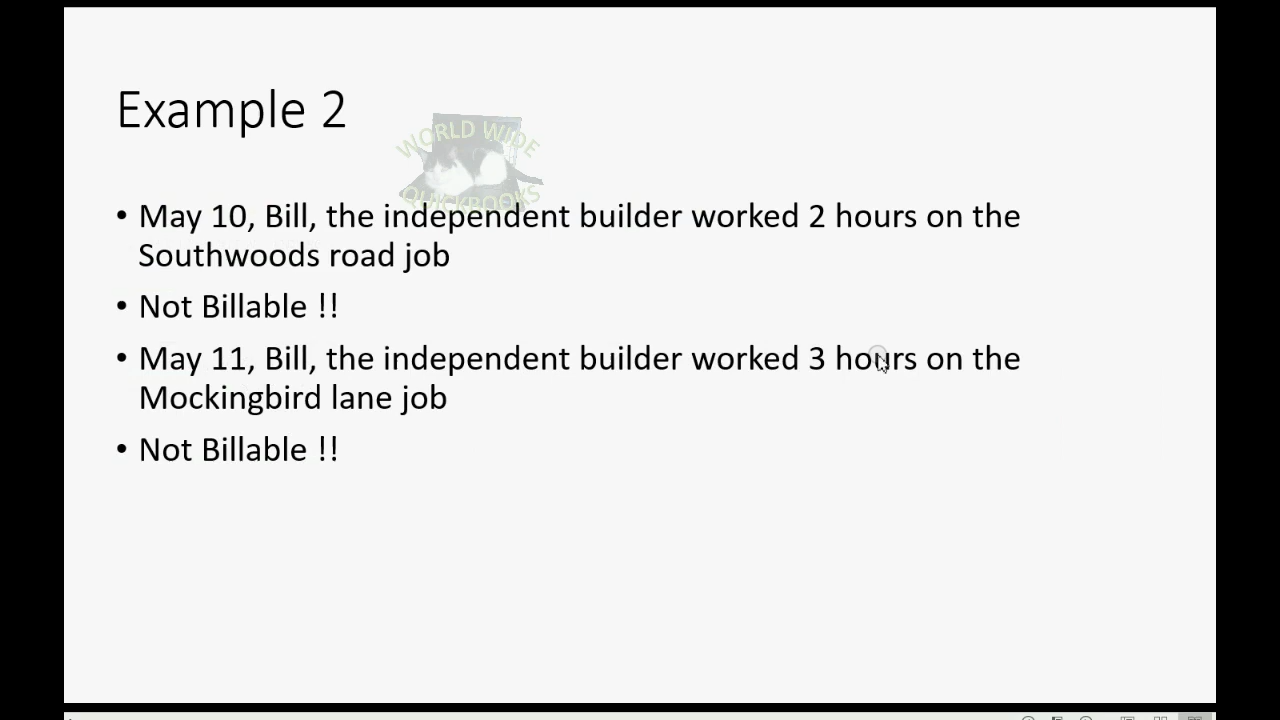 Example 2
WORLD WIDE
QUICKBOOKS
• May 10, Bill, the independent builder worked 2 hours on the
Southwoods road job
• Not Billable !!
• May 11, Bill, the independent builder worked 3 hours on the
Mockingbird lane job
• Not Billable !!